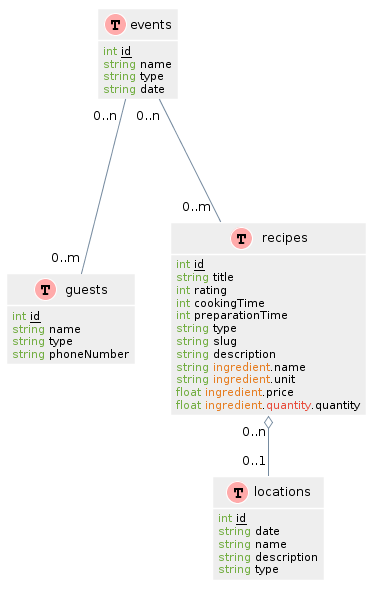 T events
int id
string name
string type
string date
0..n 0..n
0..m
0..m
T recipes
int id
string title
int rating
int cookingTime
int preparationTime
string type
string slug
string description
string ingredient.name
string ingredient.unit
float ingredient.price
float ingredient.quantity.quantity
T guests
int id
string name
string type
string phoneNumber
0..n
0..1
T locations
int id
string date
string name
string description
string type